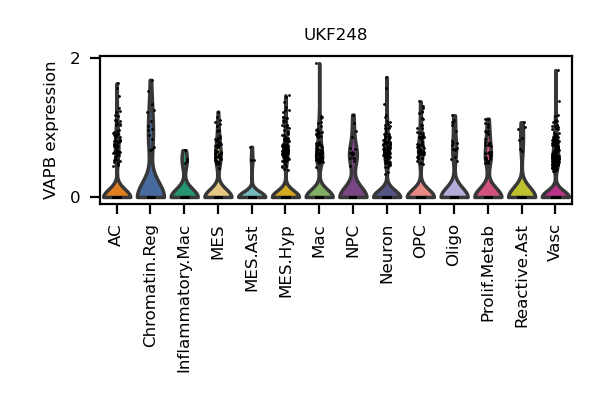 UKF248
VAPB expression
2
0
AC
Chromatin.Reg
Inflammatory.Mac
MES
MES.Ast
MES.Hyp
Mac
NPC
Neuron
OPC
Oligo
Prolif.Metab
Reactive.Ast
Vasc